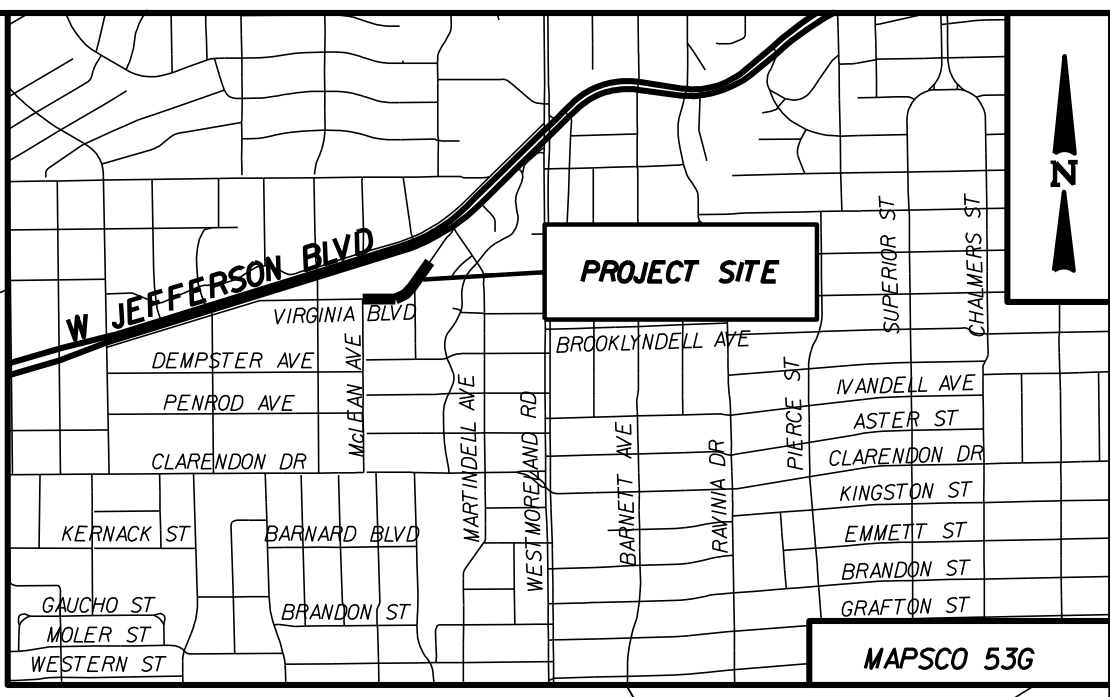 N
W JEFFERSON BLVD
PROJECT SITE
SUPERIOR ST
CHALMERS ST
VIRGINIA BLVD
BROOKLYNDELL AVE
DEMPSTER AVE
McLEAN AVE
PENROD AVE
CLARENDON DR
MARTINDELL AVE
WESTMORELAND RD
BARNETT AVE
RAVINIA DR
PIERCE ST
IVANDELL AVE
ASTER ST
CLARENDON DR
KINGSTON ST
EMMETT ST
BRANDON ST
GRAFTON ST
KERNACK ST
BARNARD BLVD
GAUCHO ST
BRANDON ST
MOLER ST
WESTERN ST
MAPSCO 53G